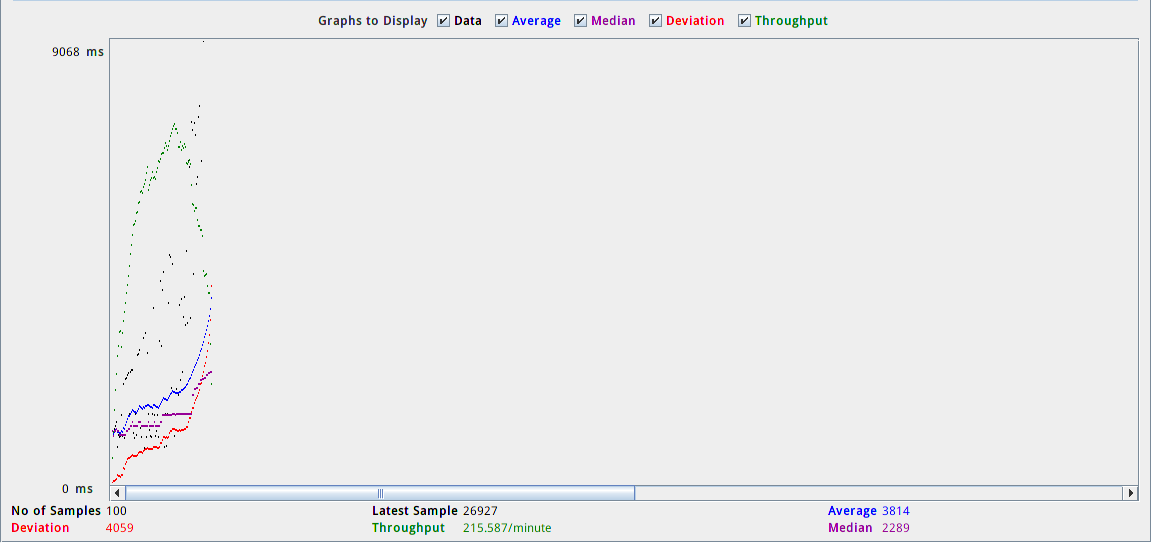 Graphs to Display Data Average Median Deviation Throughput
9068 ms
0 ms
No of Samples 100 Latest Sample 26927 Average 3814
Deviation 4059 Throughput 215.587/minute Median 2289